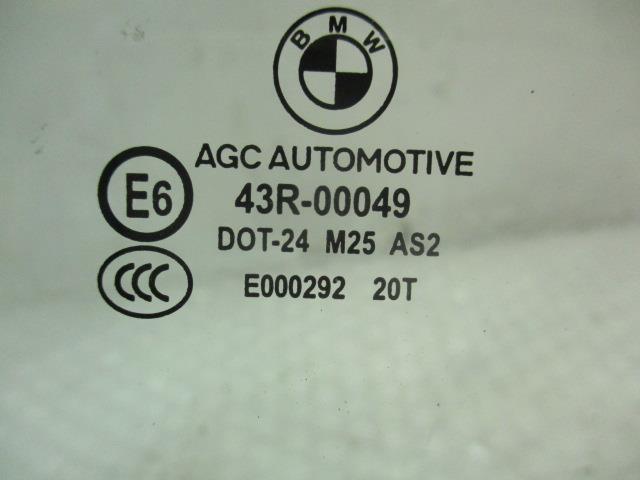 BMW
AGC AUTOMOTIVE
E6 43R-00049
DOT-24 M25 AS2
CCC E000292 20T